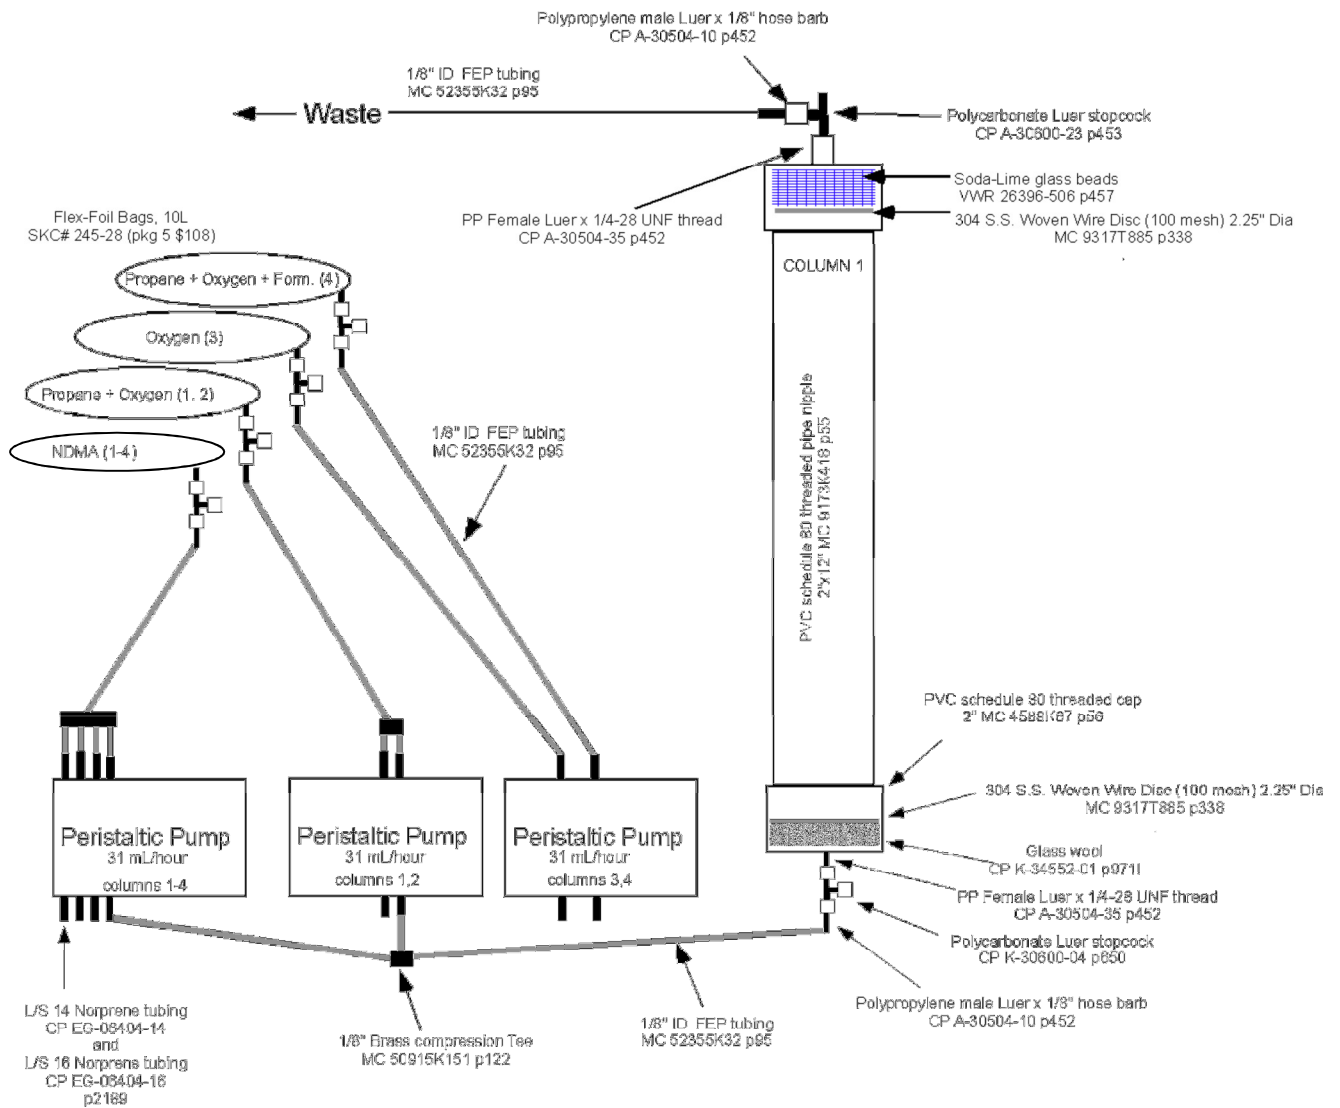 Polypropylene male Luer x 1/8" hose barb
CP A-30504-10 p452
1/8" ID FEP tubing
MC 52355K32 p95
Waste
Polycarbonate Luer stopcock
CP A-30600-23 p453
Soda-Lime glass beads
VWR 26396-506 p457
304 S.S. Woven Wire Disc (100 mesh) 2.25" Dia
MC 9317T885 p338
PP Female Luer x 1/4-28 UNF thread
CP A-30504-35 p452
Flex-Foil Bags, 10L
SKC# 245-28 (pkg 5 $108)
Propane + Oxygen + Form. (4)
Oxygen (3)
Propane + Oxygen (1, 2)
NDMA (1-4)
COLUMN 1
1/8" ID FEP tubing
MC 52355K32 p95
PVC schedule 80 threaded pipe nipple
2"x12" MC 9173K418 p55
PVC schedule 80 threaded cap
2" MC 4588K67 p56
304 S.S. Woven Wire Disc (100 mesh) 2.25" Dia
MC 9317T885 p338
Glass wool
CP K-34552-01 p971l
PP Female Luer x 1/4-28 UNF thread
CP A-30504-35 p452
Polycarbonate Luer stopcock
CP K-30600-04 p650
Polypropylene male Luer x 1/8" hose barb
CP A-30504-10 p452
Peristaltic Pump
31 mL/hour
columns 1-4
Peristaltic Pump
31 mL/hour
columns 1,2
Peristaltic Pump
31 mL/hour
columns 3,4
L/S 14 Norprene tubing
CP EG-06404-14
and
L/S 16 Norprene tubing
CP EG-06404-16
p2189
1/8" Brass compression Tee
MC 50915K151 p122
1/8" ID FEP tubing
MC 52355K32 p95